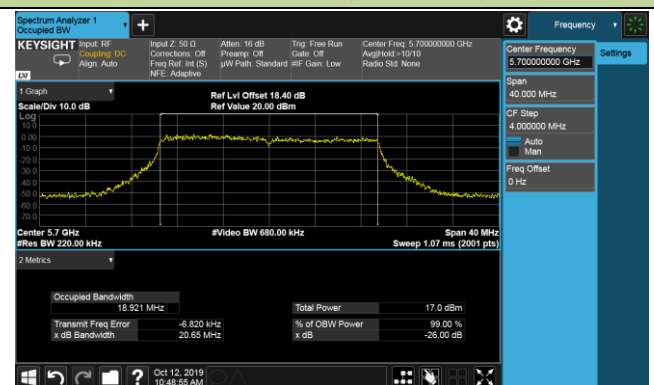 Spectrum Analyzer 1
Occupied BW
Frequency
KEYSIGHT
Input: RF
Coupling: DC
Align: Auto
Input Z: 50 Ω
Corrections: Off
Freq Ref: Int (S)
NFE: Adaptive
Atten: 16 dB
Preamp: Off
µW Path: Standard
Trig: Free Run
Gate: Off
#IF Gain: Low
Center Freq: 5.700000000 GHz
Avg|Hold:>10/10
Radio Std: None
LXI
Center Frequency
5.700000000 GHz
Settings
Span
40.000 MHz
CF Step
4.000000 MHz
Auto
Man
Freq Offset
0 Hz
1 Graph
Scale/Div 10.0 dB
Ref Lvl Offset 18.40 dB
Ref Value 20.00 dBm
Log
10.0
0.00
-10.0
-20.0
-30.0
-40.0
-50.0
-60.0
-70.0
Center 5.7 GHz
#Res BW 220.00 kHz
#Video BW 680.00 kHz
Span 40 MHz
Sweep 1.07 ms (2001 pts)
2 Metrics
Occupied Bandwidth
18.921 MHz
Total Power 17.0 dBm
Transmit Freq Error -6.820 kHz
% of OBW Power 99.00 %
x dB Bandwidth 20.65 MHz
x dB -26.00 dB
?
Oct 12, 2019
10:48:55 AM